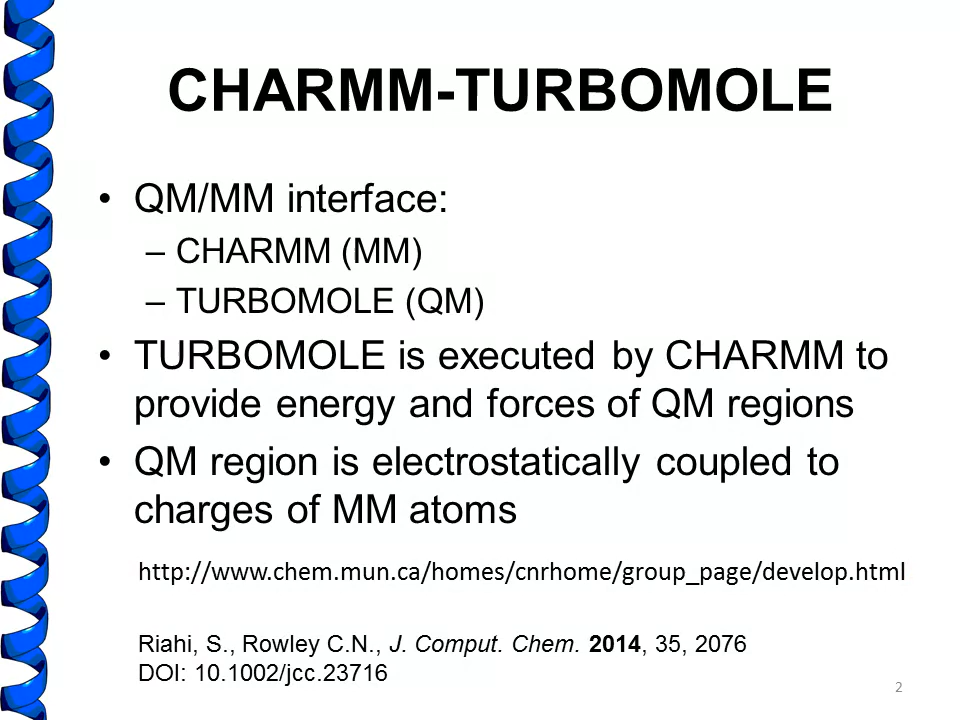 CHARMM-TURBOMOLE
• QM/MM interface:
– CHARMM (MM)
– TURBOMOLE (QM)
• TURBOMOLE is executed by CHARMM to
provide energy and forces of QM regions
• QM region is electrostatically coupled to
charges of MM atoms
http://www.chem.mun.ca/homes/cnrhome/group_page/develop.html
Riahi, S., Rowley C.N., J. Comput. Chem. 2014, 35, 2076
DOI: 10.1002/jcc.23716
2